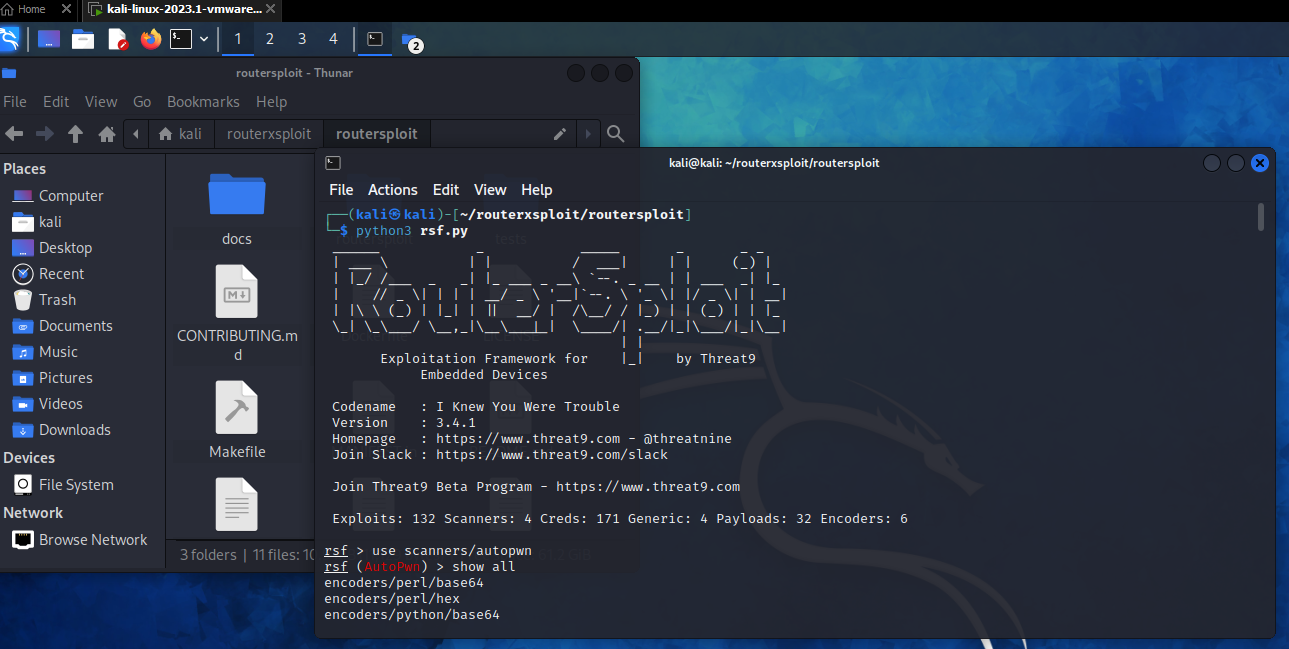 Home
kali-linux-2023.1-vmware...
1 2 3 4
2
routersploit - Thunar
File Edit View Go Bookmarks Help
kali routerxsploit routersploit
Places
Computer
kali
Desktop
Recent
Trash
Documents
Music
Pictures
Videos
Downloads
Devices
File System
Network
Browse Network
docs
CONTRIBUTING.m
d
Makefile
3 folders | 11 files: 10
kali@kali: ~/routerxsploit/routersploit
File Actions Edit View Help
(kali㉿kali)-[~/routerxsploit/routersploit]
$ python3 rsf.py
RouterSploit
Exploitation Framework for by Threat9
Embedded Devices
Codename : I Knew You Were Trouble
Version : 3.4.1
Homepage : https://www.threat9.com - @threatnine
Join Slack : https://www.threat9.com/slack
Join Threat9 Beta Program - https://www.threat9.com
Exploits: 132 Scanners: 4 Creds: 171 Generic: 4 Payloads: 32 Encoders: 6
rsf > use scanners/autopwn
rsf (AutoPwn) > show all
encoders/perl/base64
encoders/perl/hex
encoders/python/base64